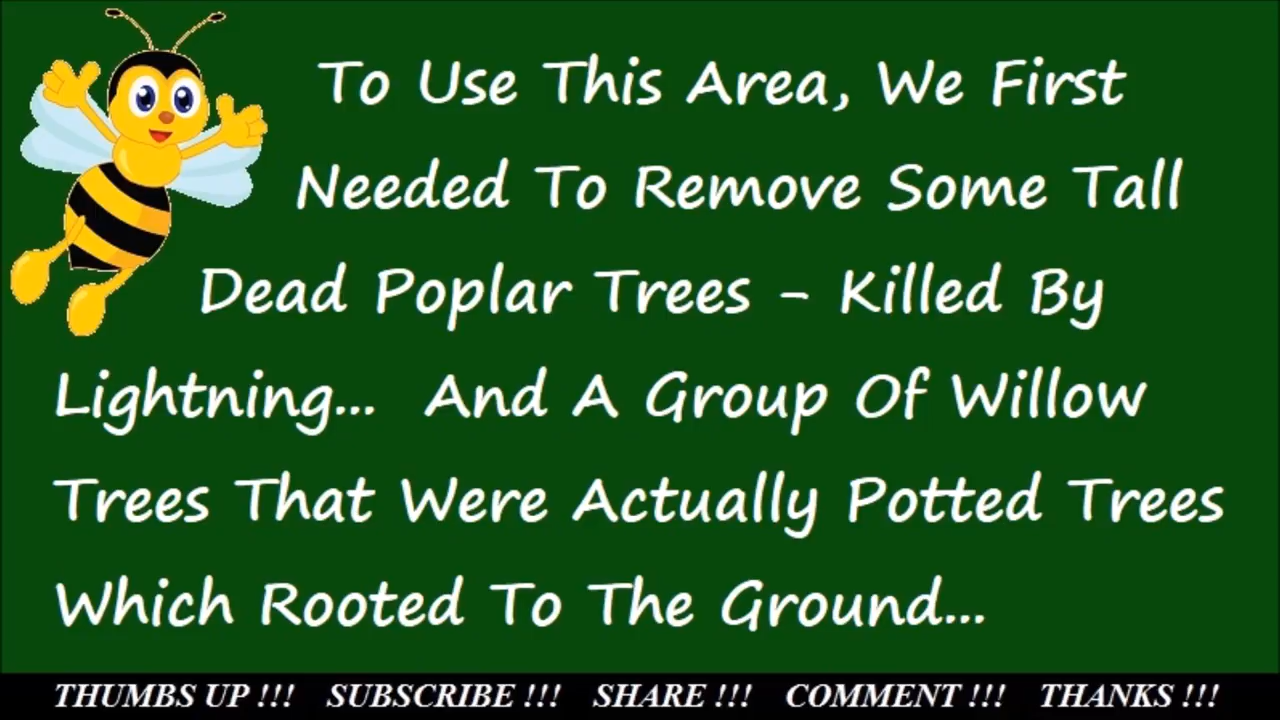 To Use This Area, We First
Needed To Remove Some Tall
Dead Poplar Trees - Killed By
Lightning... And A Group Of Willow
Trees That Were Actually Potted Trees
Which Rooted To The Ground...
THUMBS UP !!! SUBSCRIBE !!! SHARE !!! COMMENT !!! THANKS !!!